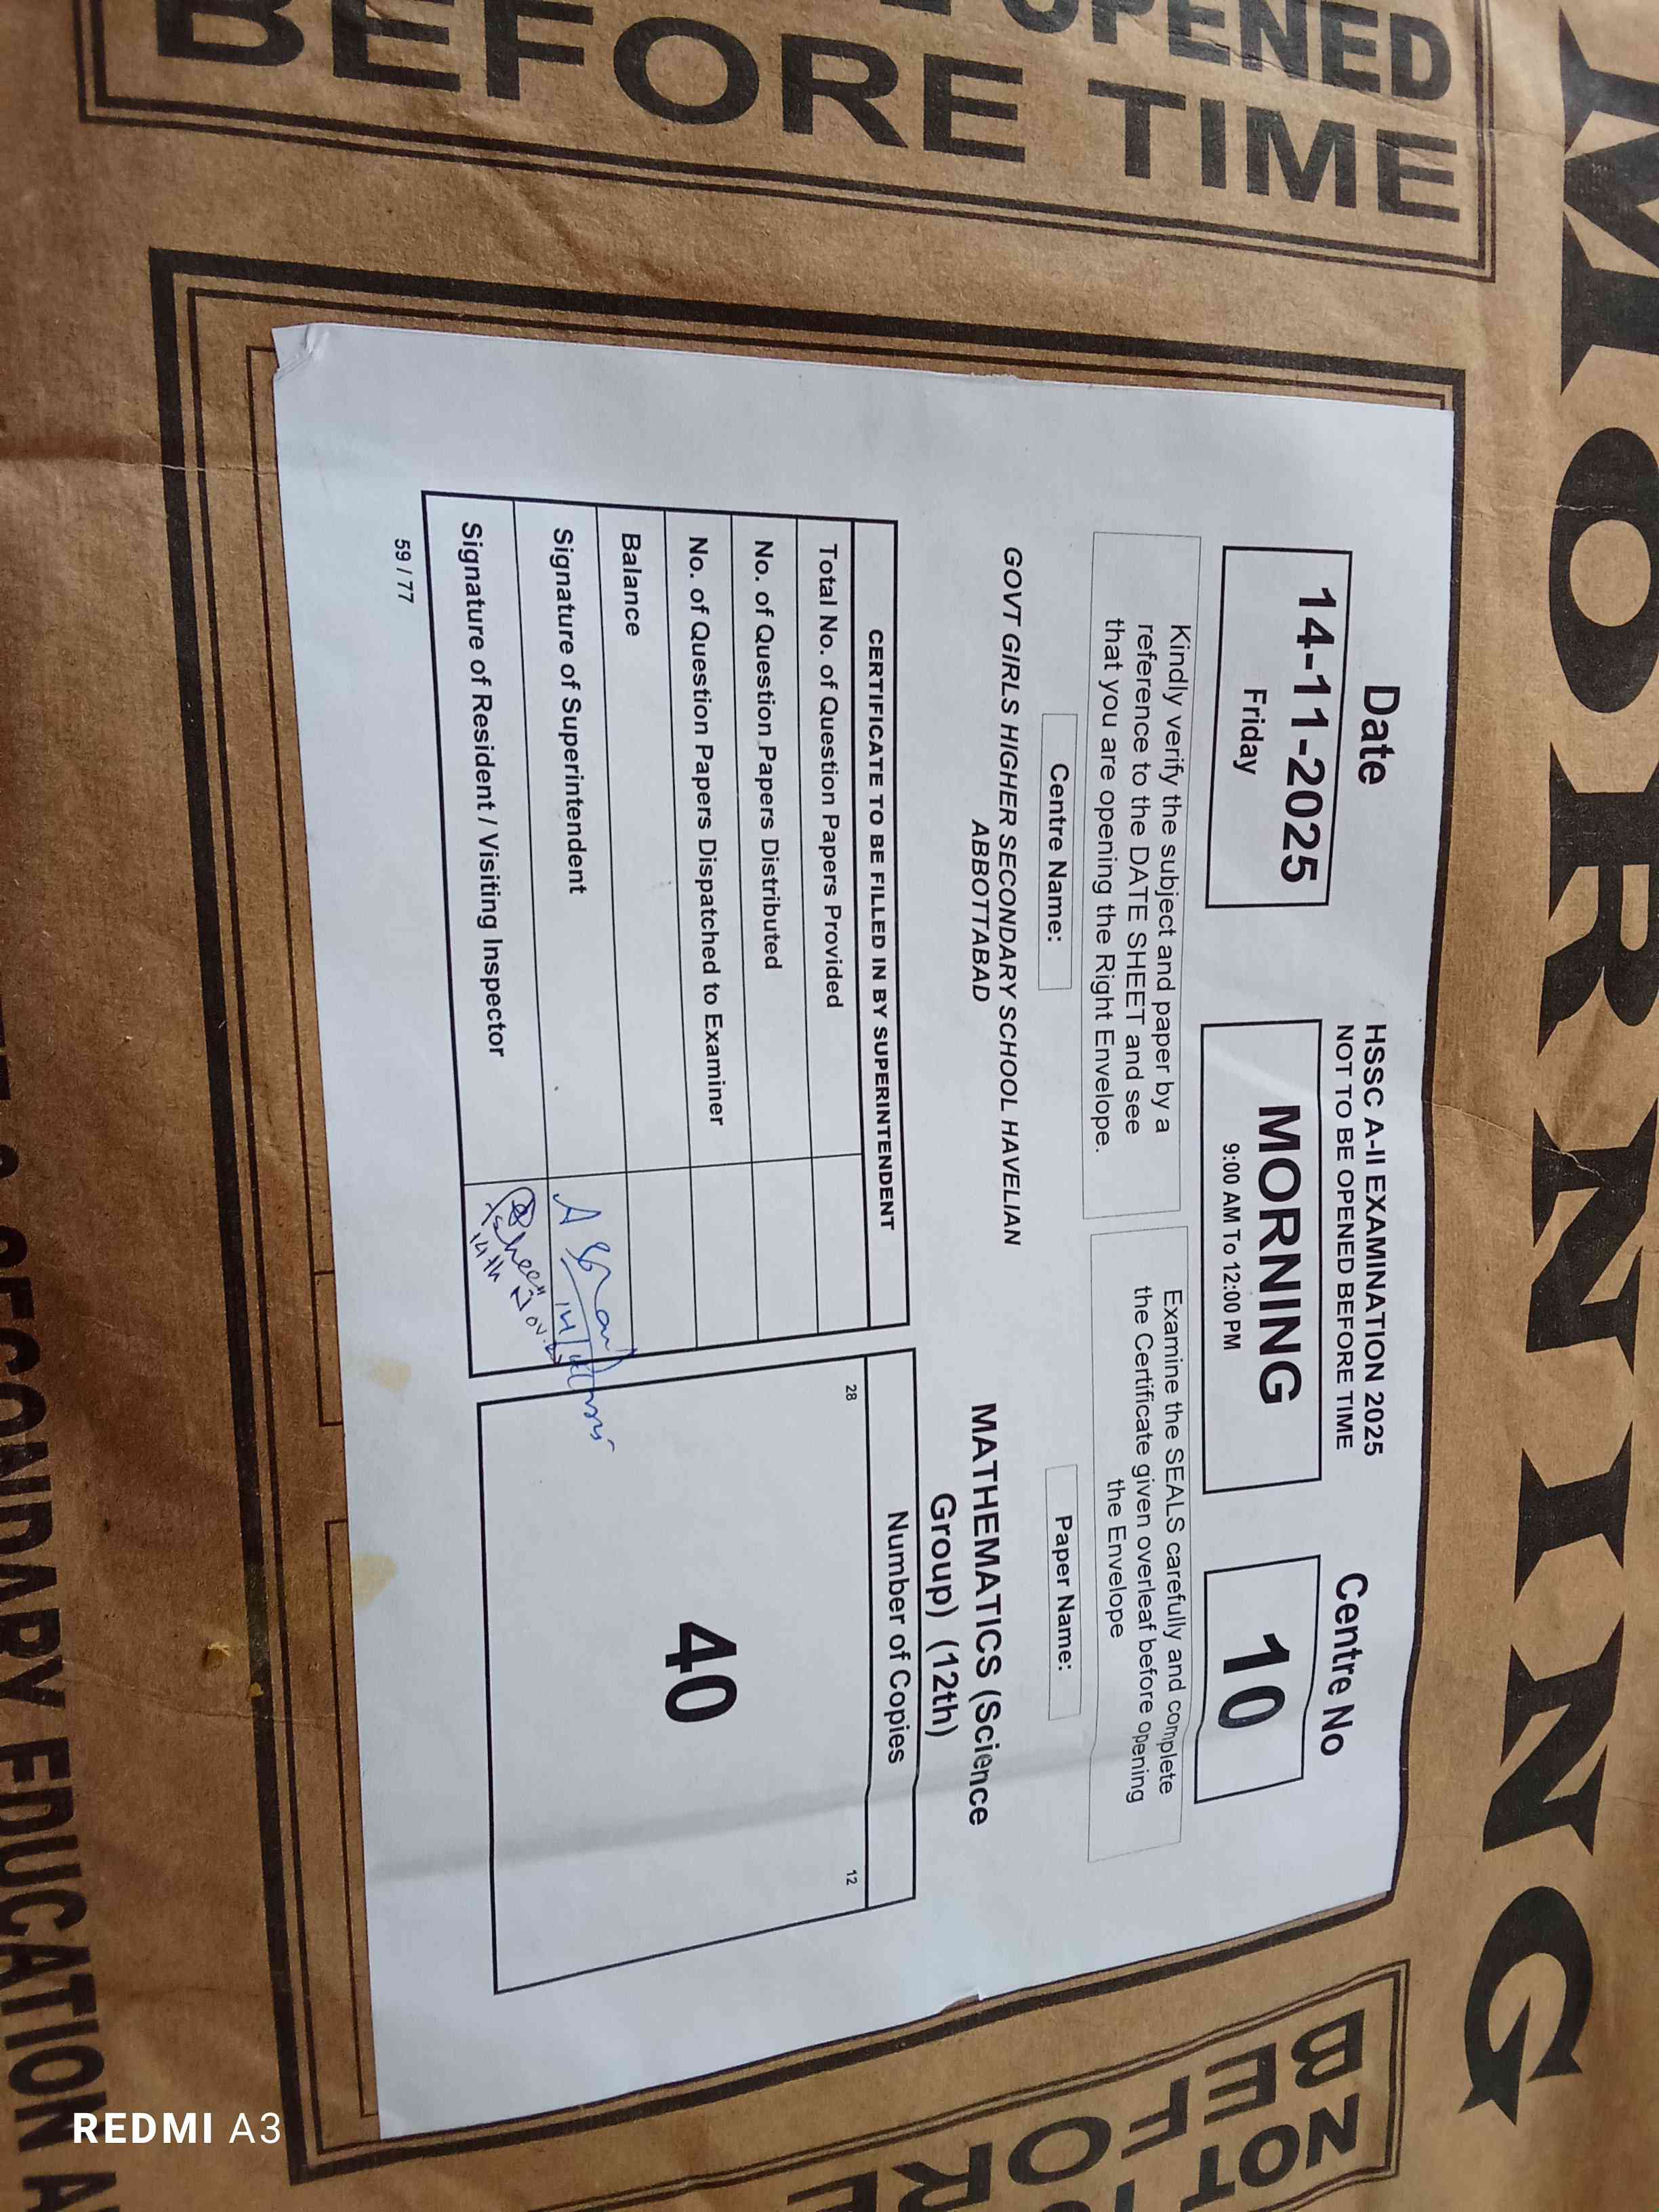 MORNING
OPENED
BEFORE TIME
NOT
BEFORE
Date
HSSC A-II EXAMINATION 2025
NOT TO BE OPENED BEFORE TIME
Centre No
14-11-2025
Friday
MORNING
9:00 AM To 12:00 PM
10
Kindly verify the subject and paper by a
reference to the DATE SHEET and see
that you are opening the Right Envelope.
Examine the SEALS carefully and complete
the Certificate given overleaf before opening
the Envelope
Centre Name:
Paper Name:
GOVT GIRLS HIGHER SECONDARY SCHOOL HAVELIAN
ABBOTTABAD
MATHEMATICS (Science
Group) (12th)
CERTIFICATE TO BE FILLED IN BY SUPERINTENDENT
Total No. of Question Papers Provided
No. of Question Papers Distributed
No. of Question Papers Dispatched to Examiner
Balance
Signature of Superintendent
Signature of Resident / Visiting Inspector
14th Nov.
Number of Copies
28
12
40
59 / 77
SECONDARY EDUCATION
REDMI A3